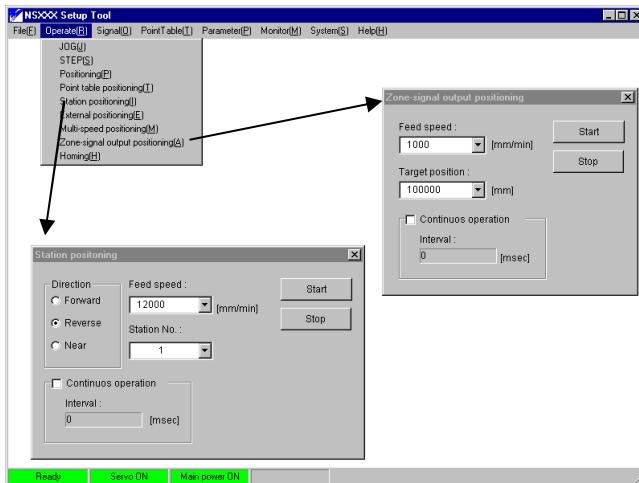 NSXXX Setup Tool
File(F) Operate(R) Signal(O) PointTable(T) Parameter(P) Monitor(M) System(S) Help(H)
JOG(J)
STEP(S)
Positioning(P)
Point table positioning(T)
Station positioning(I)
External positioning(E)
Multi-speed positioning(M)
Zone-signal output positioning(A)
Homing(H)
Zone-signal output positioning
Feed speed :
1000 [mm/min]
Start
Stop
Target position :
100000 [mm]
Continuos operation
Interval :
0 [msec]
Station positoning
Direction
Forward
Reverse
Near
Feed speed :
12000 [mm/min]
Station No. :
1
Start
Stop
Continuos operation
Interval :
0 [msec]
Ready Servo ON Main power ON